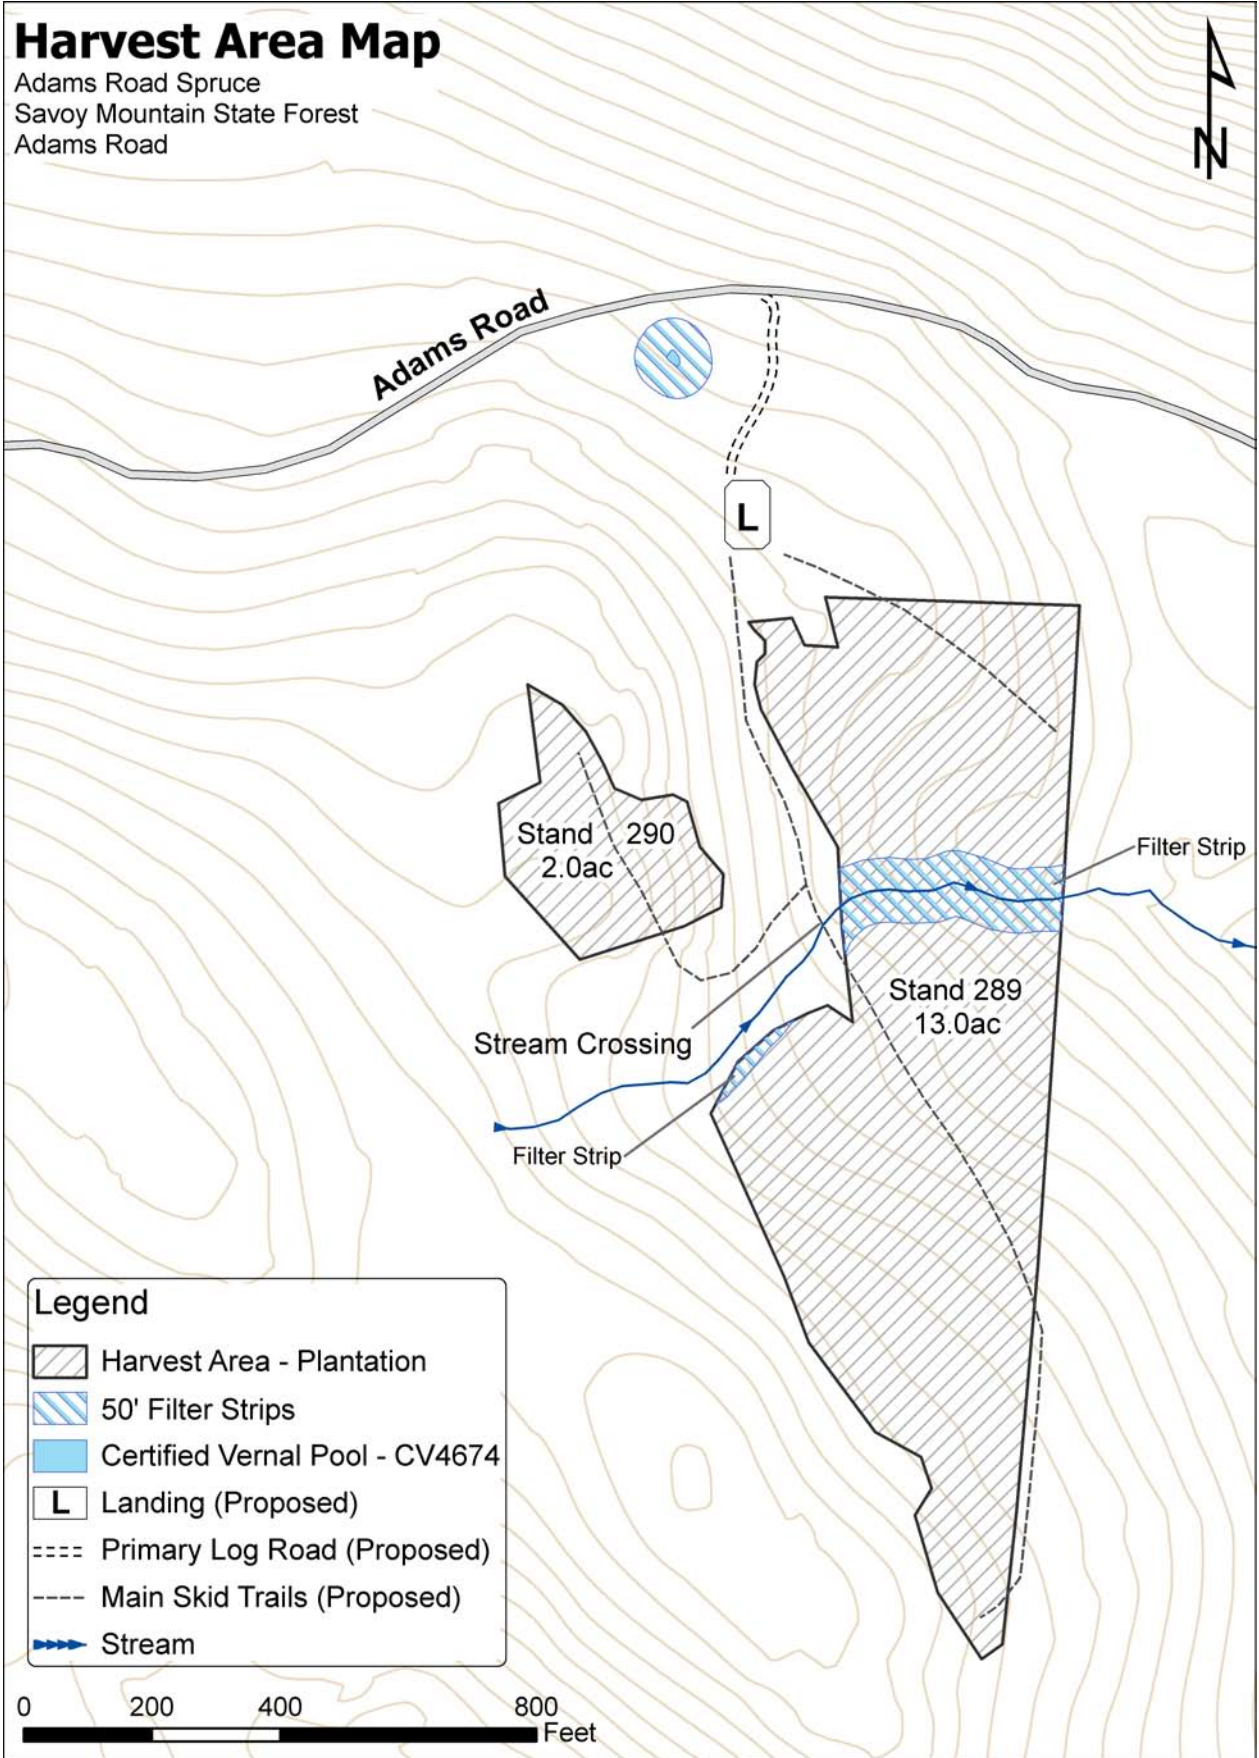 Harvest Area Map
Adams Road Spruce
Savoy Mountain State Forest
Adams Road
N
Adams Road
L
Stand 290
2.0ac
Filter Strip
Stand 289
13.0ac
Stream Crossing
Filter Strip
Legend
Harvest Area - Plantation
50' Filter Strips
Certified Vernal Pool - CV4674
L Landing (Proposed)
Primary Log Road (Proposed)
Main Skid Trails (Proposed)
Stream
0 200 400 800
Feet